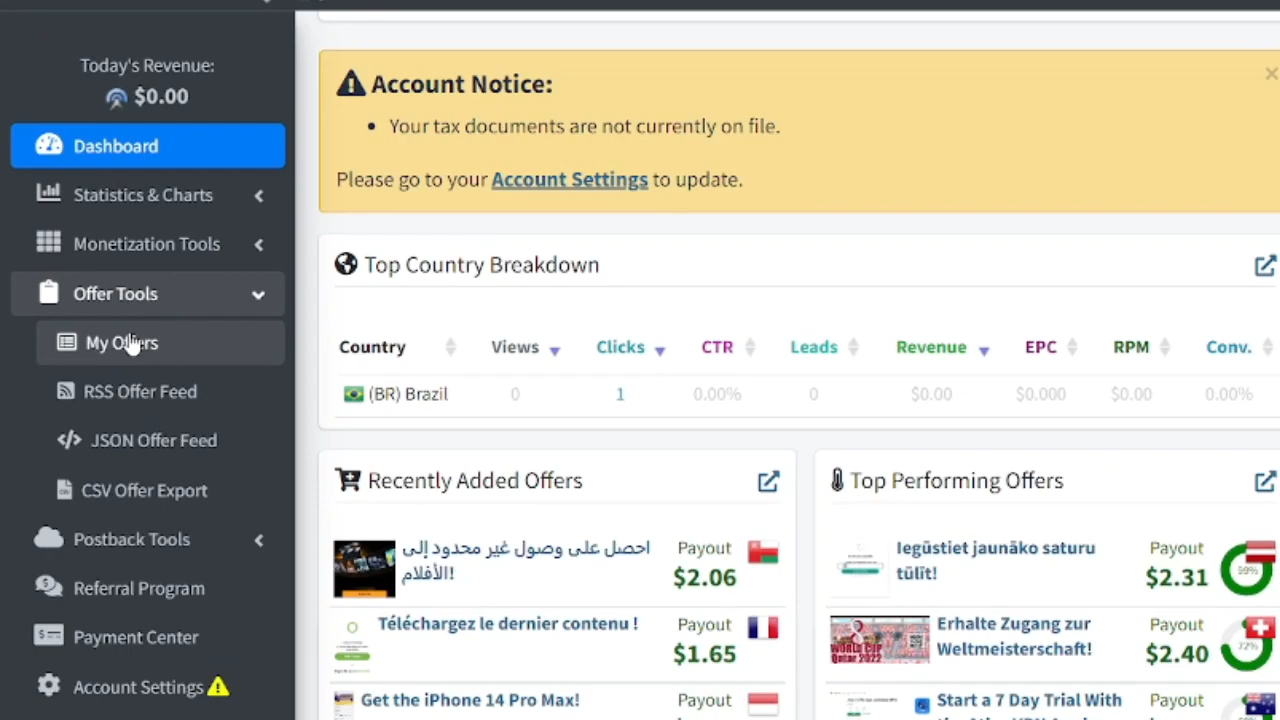 Today's Revenue:
$0.00
Dashboard
Statistics & Charts
Monetization Tools
Offer Tools
My Offers
RSS Offer Feed
JSON Offer Feed
CSV Offer Export
Postback Tools
Referral Program
Payment Center
Account Settings
Account Notice:
Your tax documents are not currently on file.
Please go to your Account Settings to update.
Top Country Breakdown
Country Views Clicks CTR Leads Revenue EPC RPM Conv.
(BR) Brazil 0 1 0.00% 0 $0.00 $0.000 $0.00 0.00%
Recently Added Offers
احصل على وصول غير محدود إلى
الأفلام!
Payout
$2.06
Téléchargez le dernier contenu !
Payout
$1.65
Get the iPhone 14 Pro Max!
Payout
Top Performing Offers
Iegūstiet jaunāko saturu
tūlīt!
Payout
$2.31
59%
WORLD CUP
Qatar 2022
Erhalte Zugang zur
Weltmeisterschaft!
Payout
$2.40
72%
Start a 7 Day Trial With
Payout